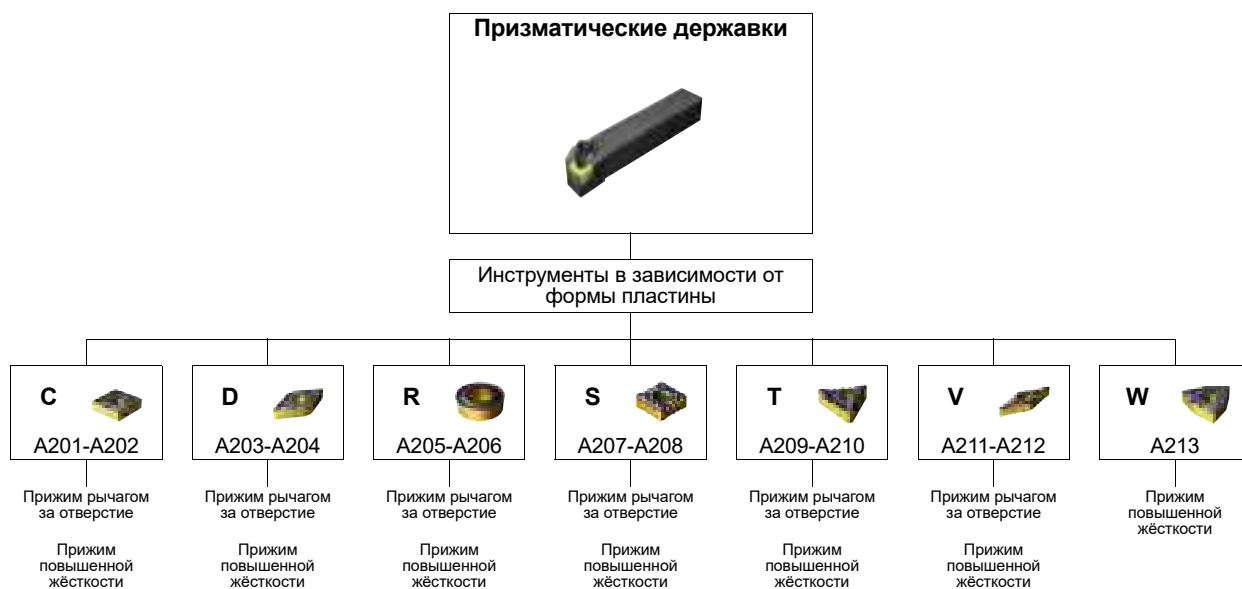 Призматические державки
Инструменты в зависимости от
формы пластины
C
A201-A202
D
A203-A204
R
A205-A206
S
A207-A208
T
A209-A210
V
A211-A212
W
A213
Прижим рычагом
за отверстие
Прижим
повышенной
жёсткости
Прижим рычагом
за отверстие
Прижим
повышенной
жёсткости
Прижим рычагом
за отверстие
Прижим
повышенной
жёсткости
Прижим рычагом
за отверстие
Прижим
повышенной
жёсткости
Прижим рычагом
за отверстие
Прижим
повышенной
жёсткости
Прижим рычагом
за отверстие
Прижим
повышенной
жёсткости
Прижим
повышенной
жёсткости